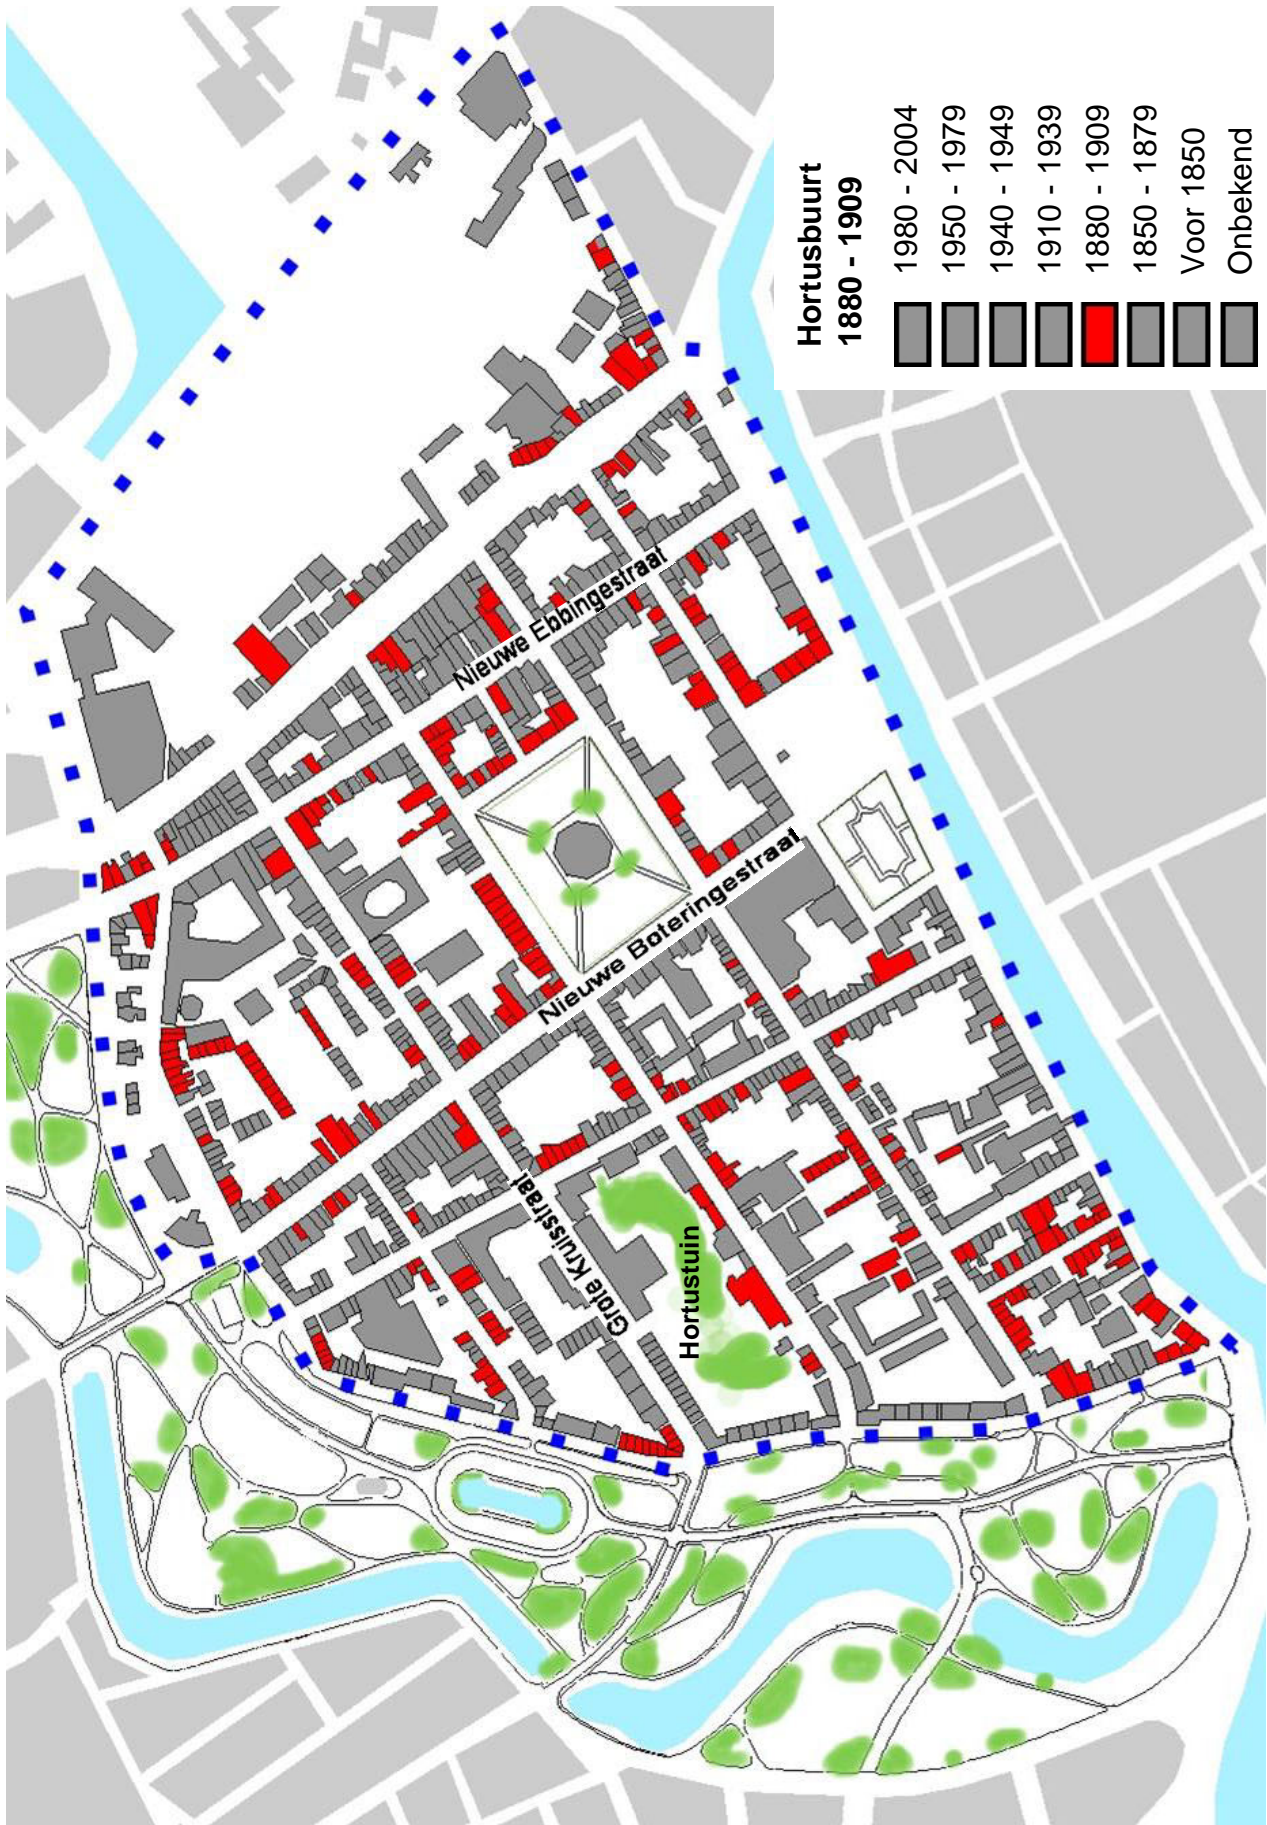 Hortusbuurt
1880 - 1909
1980 - 2004
1950 - 1979
1940 - 1949
1910 - 1939
1880 - 1909
1850 - 1879
Voor 1850
Onbekend
Nieuwe Ebbingestraat
Nieuwe Boteringestraat
Grote Kruisstraat
Hortustuin